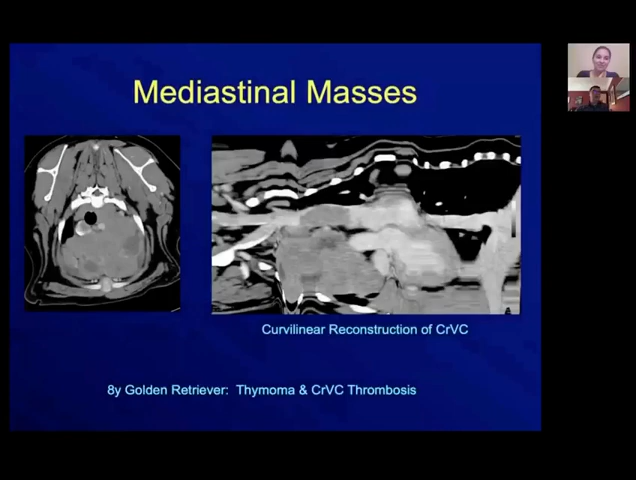 Mediastinal Masses
Curvilinear Reconstruction of CrVC
8y Golden Retriever: Thymoma & CrVC Thrombosis